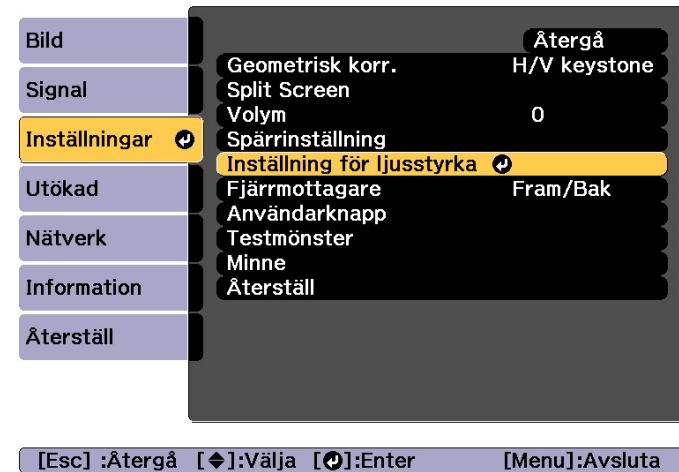 Bild
Signal
Inställningar
Utökad
Nätverk
Information
Återställ
Återgå
Geometrisk korr. H/V keystone
Split Screen
Volym 0
Spärrinställning
Inställning för ljusstyrka
Fjärrmottagare Fram/Bak
Användarknapp
Testmönster
Minne
Återställ
[Esc] :Återgå [◆]:Välja [⏎]:Enter [Menu]:Avsluta